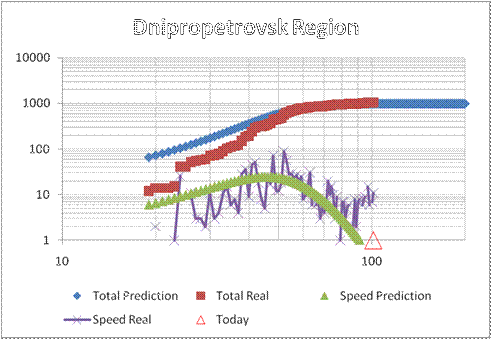 Dnipropetrovsk Region
10000
1000
100
10
1
10 100
Total Prediction Total Real Speed Prediction
Speed Real Today